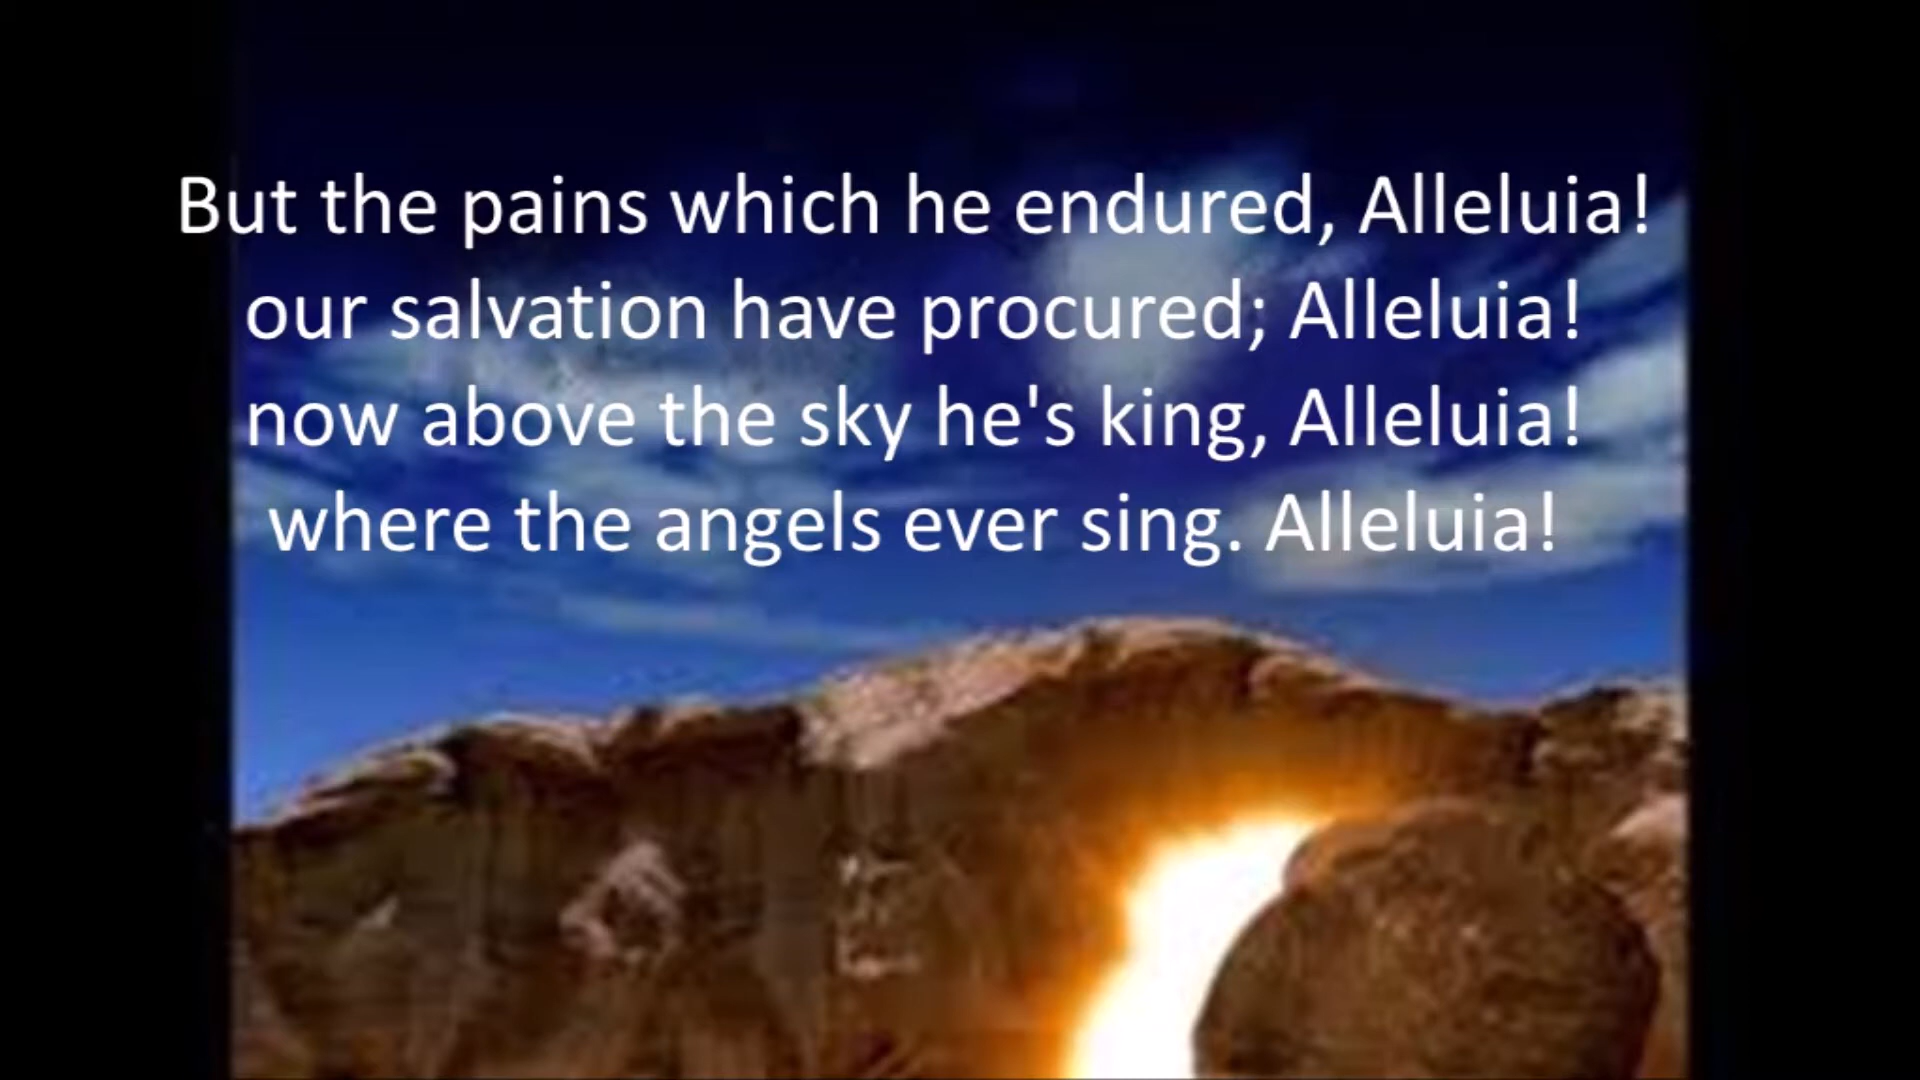 But the pains which he endured, Alleluia!
our salvation have procured; Alleluia!
now above the sky he's king, Alleluia!
where the angels ever sing. Alleluia!